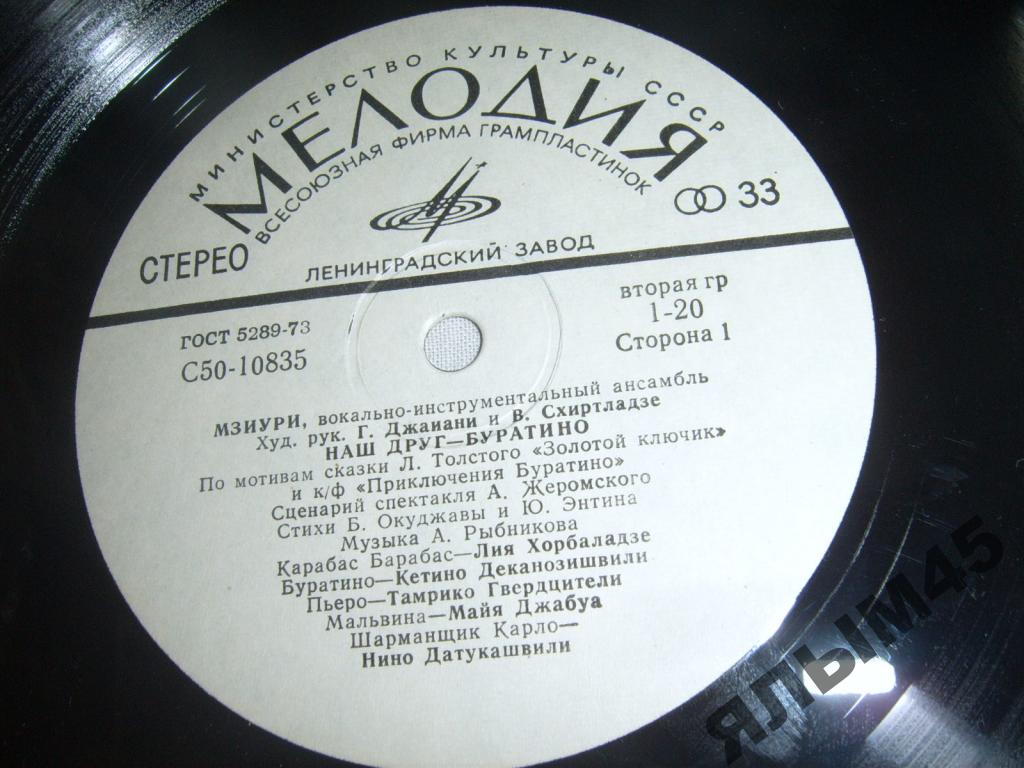 МИНИСТЕРСТВО КУЛЬТУРЫ СССР
МЕЛОДИЯ
ВСЕСОЮЗНАЯ ФИРМА ГРАМПЛАСТИНОК
СТЕРЕО
33
ЛЕНИНГРАДСКИЙ ЗАВОД
ГОСТ 5289-73
С50-10835
вторая гр
1-20
Сторона 1
МЗИУРИ, вокально-инструментальный ансамбль
Худ. рук. Г. Джаиани и В. Схиртладзе
НАШ ДРУГ—БУРАТИНО
По мотивам сказки Л. Толстого «Золотой ключик»
и к/ф «Приключения Буратино»
Сценарий спектакля А. Жеромского
Стихи Б. Окуджавы и Ю. Энтина
Музыка А. Рыбникова
Карабас Барабас—Лия Хорбаладзе
Буратино—Кетино Деканозишвили
Пьеро—Тамрико Гвердцители
Мальвина—Майя Джабуа
Шарманщик Карло—
Нино Датукашвили
ЯЛЫМ45